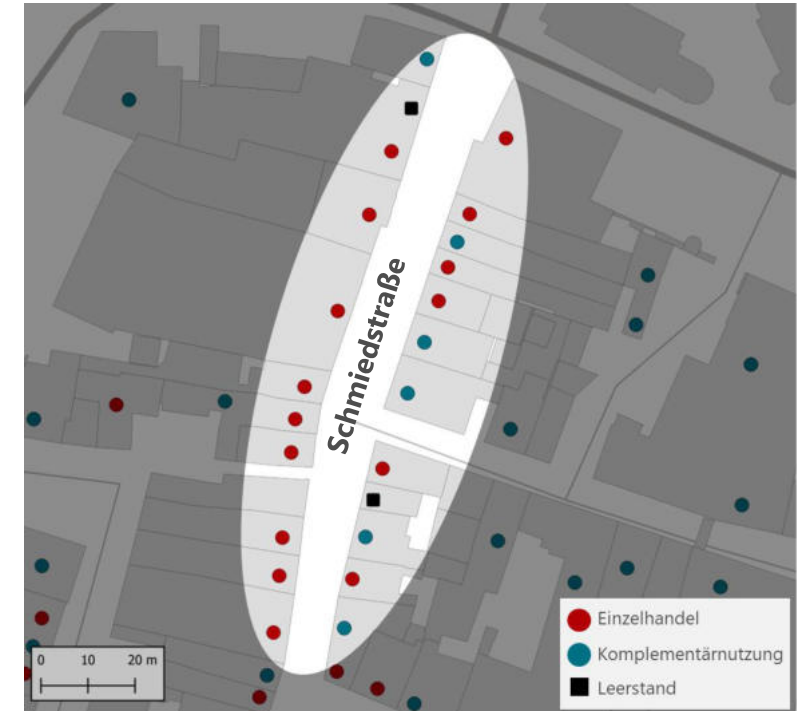 Schmiedstraße
Einzelhandel
Komplementärnutzung
Leerstand
0 10 20 m